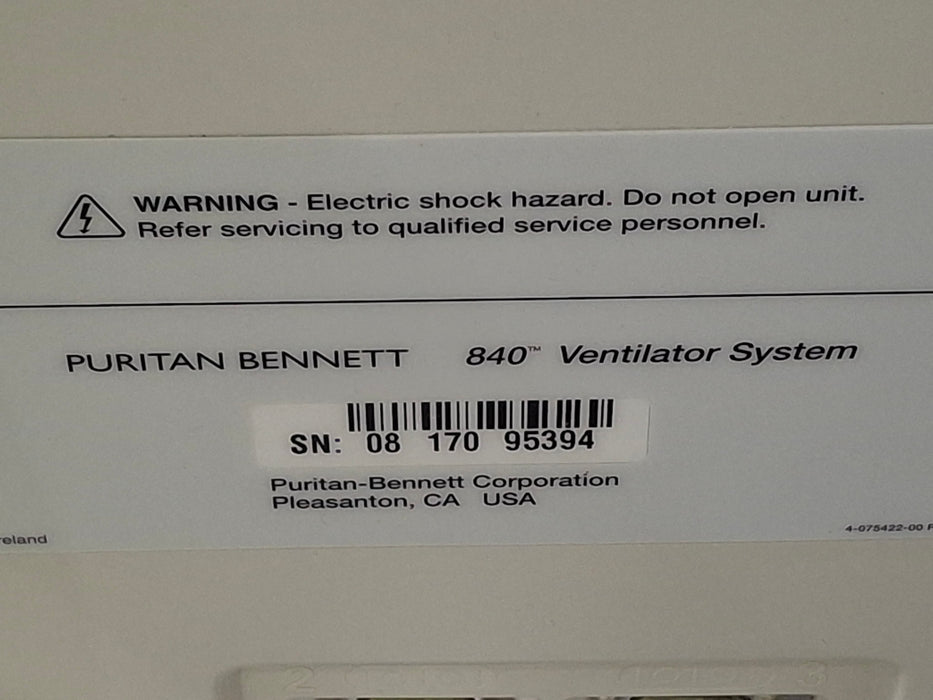 WARNING - Electric shock hazard. Do not open unit.
Refer servicing to qualified service personnel.
PURITAN BENNETT 840™ Ventilator System
SN: 08 170 95394
Puritan-Bennett Corporation
Pleasanton, CA USA
eland
4-075422-00